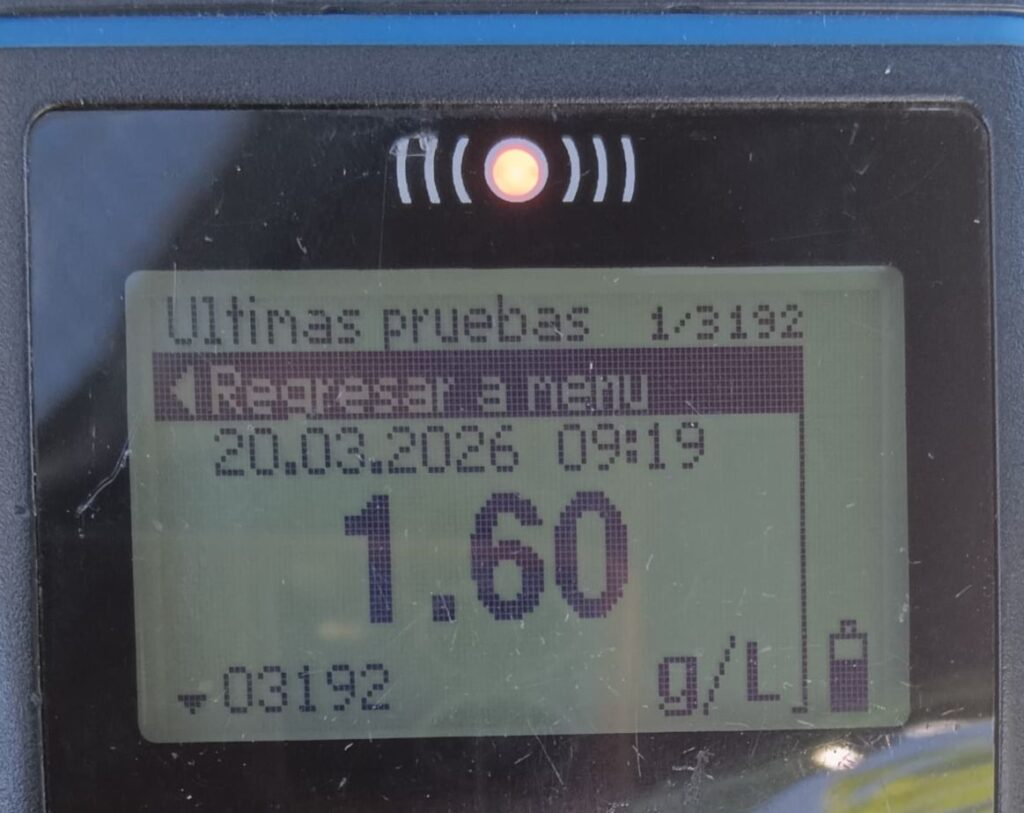 Ultimas pruebas 1/3192
Regresar a menu
20.03.2026 09:19
1.60
03192 g/L